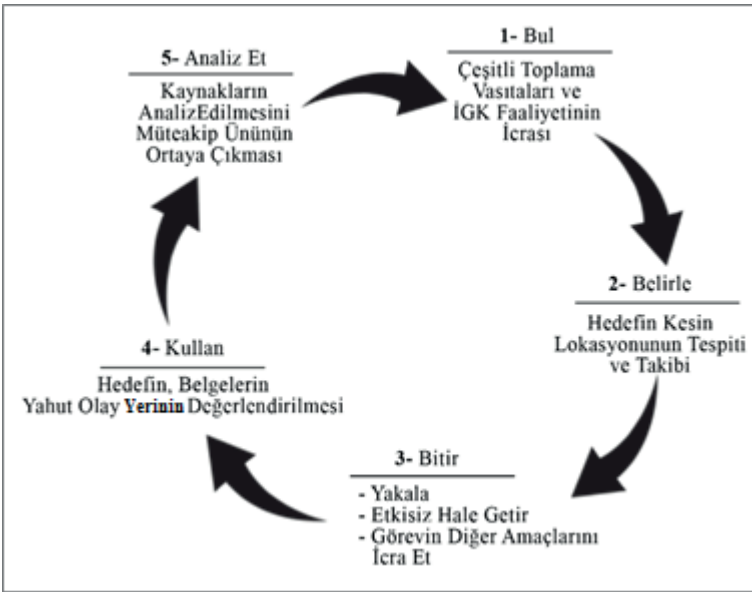 1- Bul
Çeşitli Toplama
Vasıtaları ve
İGK Faaliyetinin
İcrası
2- Belirle
Hedefin Kesin
Lokasyonunun Tespiti
ve Takibi
3- Bitir
- Yakala
- Etkisiz Hale Getir
- Görevin Diğer Amaçlarını
İcra Et
4- Kullan
Hedefin, Belgelerin
Yahut Olay Yerinin Değerlendirilmesi
5- Analiz Et
Kaynakların
AnalizEdilmesini
Müteakip Ününün
Ortaya Çıkması